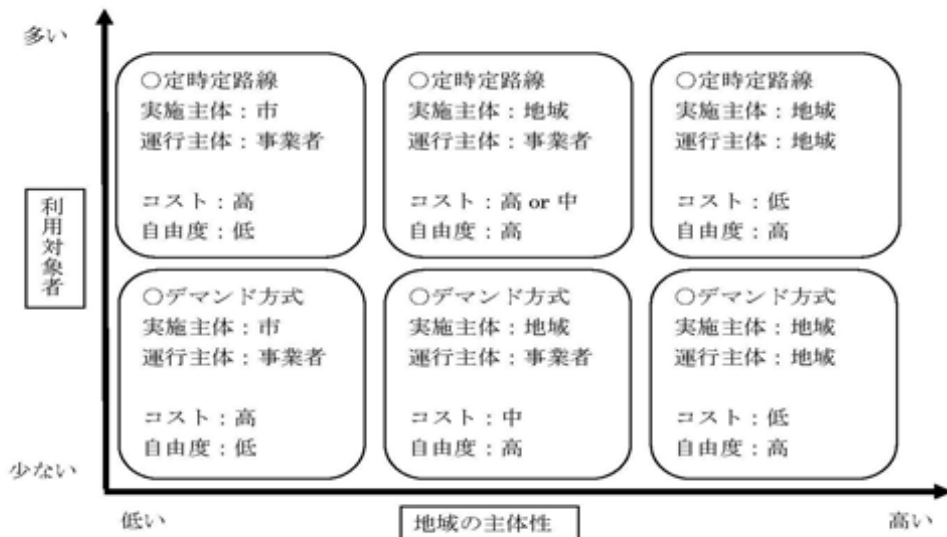 多い
○定時定路線
実施主体：市
運行主体：事業者
コスト：高
自由度：低
○定時定路線
実施主体：地域
運行主体：事業者
コスト：高 or 中
自由度：高
○定時定路線
実施主体：地域
運行主体：地域
コスト：低
自由度：高
利用対象者
○デマンド方式
実施主体：市
運行主体：事業者
コスト：高
自由度：低
○デマンド方式
実施主体：地域
運行主体：事業者
コスト：中
自由度：高
○デマンド方式
実施主体：地域
運行主体：地域
コスト：低
自由度：高
少ない
低い
地域の主体性
高い